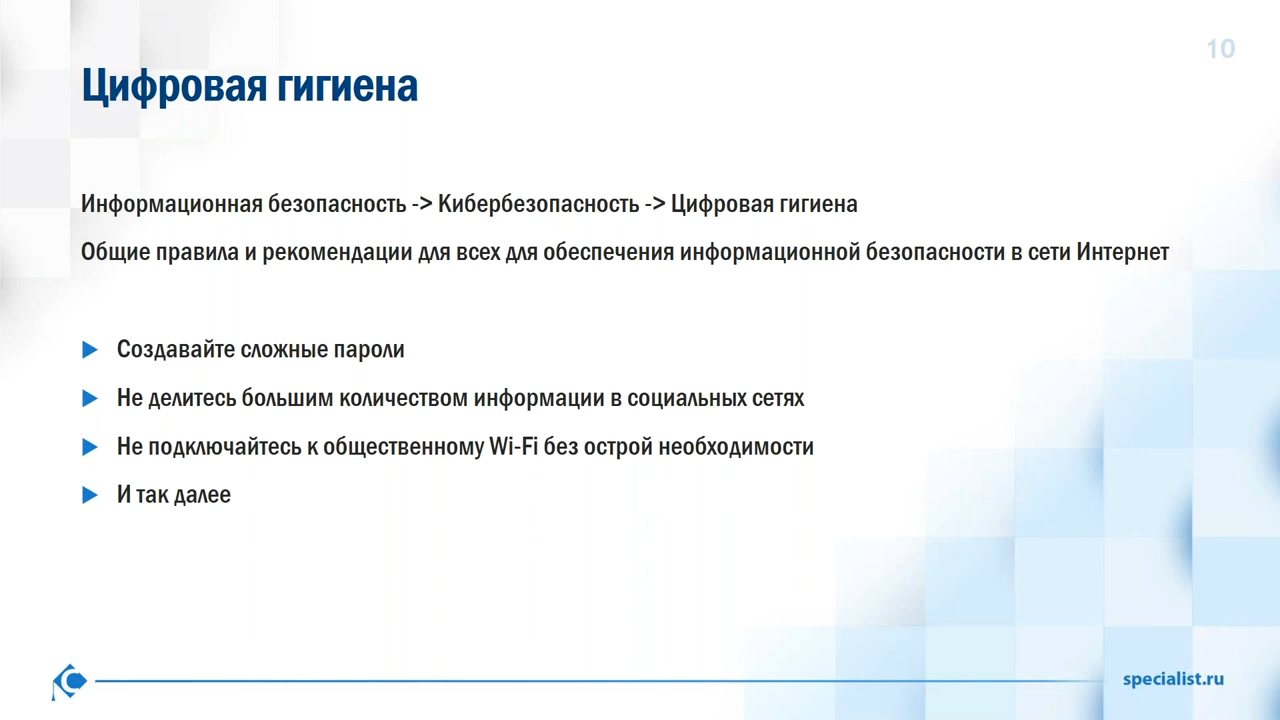 10
Цифровая гигиена
Информационная безопасность -> Кибербезопасность -> Цифровая гигиена
Общие правила и рекомендации для всех для обеспечения информационной безопасности в сети Интернет
Создавайте сложные пароли
Не делитесь большим количеством информации в социальных сетях
Не подключайтесь к общественному Wi-Fi без острой необходимости
И так далее
specialist.ru